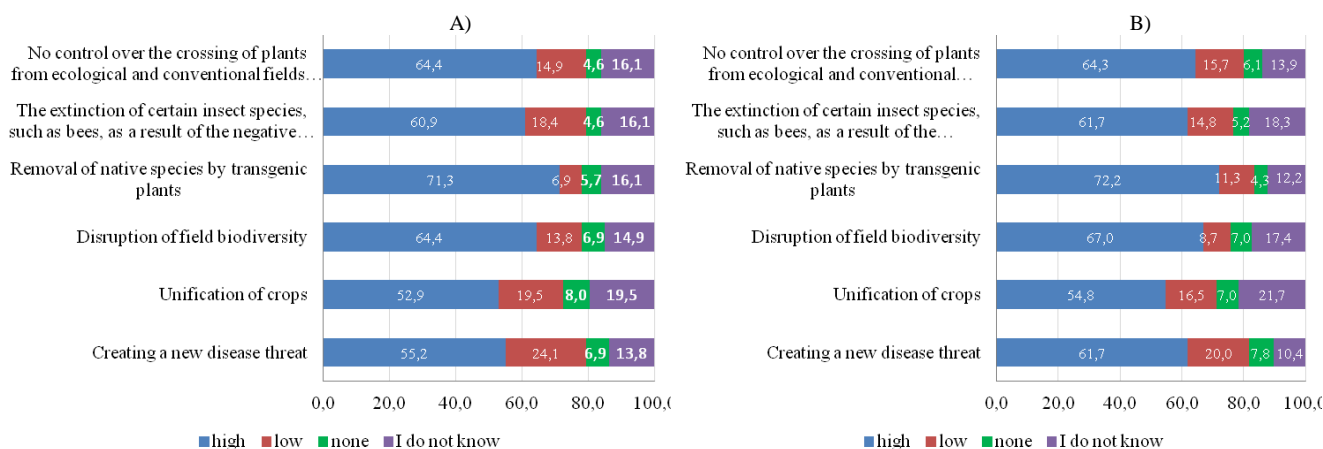 A)
No control over the crossing of plants
from ecological and conventional fields…
64,4 14,9 4,6 16,1
The extinction of certain insect species,
such as bees, as a result of the negative…
60,9 18,4 4,6 16,1
Removal of native species by transgenic
plants
71,3 6,9 5,7 16,1
Disruption of field biodiversity
64,4 13,8 6,9 14,9
Unification of crops
52,9 19,5 8,0 19,5
Creating a new disease threat
55,2 24,1 6,9 13,8
0,0 20,0 40,0 60,0 80,0 100,0
high low none I do not know
B)
No control over the crossing of plants
from ecological and conventional…
64,3 15,7 6,1 13,9
The extinction of certain insect species,
such as bees, as a result of the…
61,7 14,8 5,2 18,3
Removal of native species by transgenic
plants
72,2 11,3 4,3 12,2
Disruption of field biodiversity
67,0 8,7 7,0 17,4
Unification of crops
54,8 16,5 7,0 21,7
Creating a new disease threat
61,7 20,0 7,8 10,4
0,0 20,0 40,0 60,0 80,0 100,0
high low none I do not know